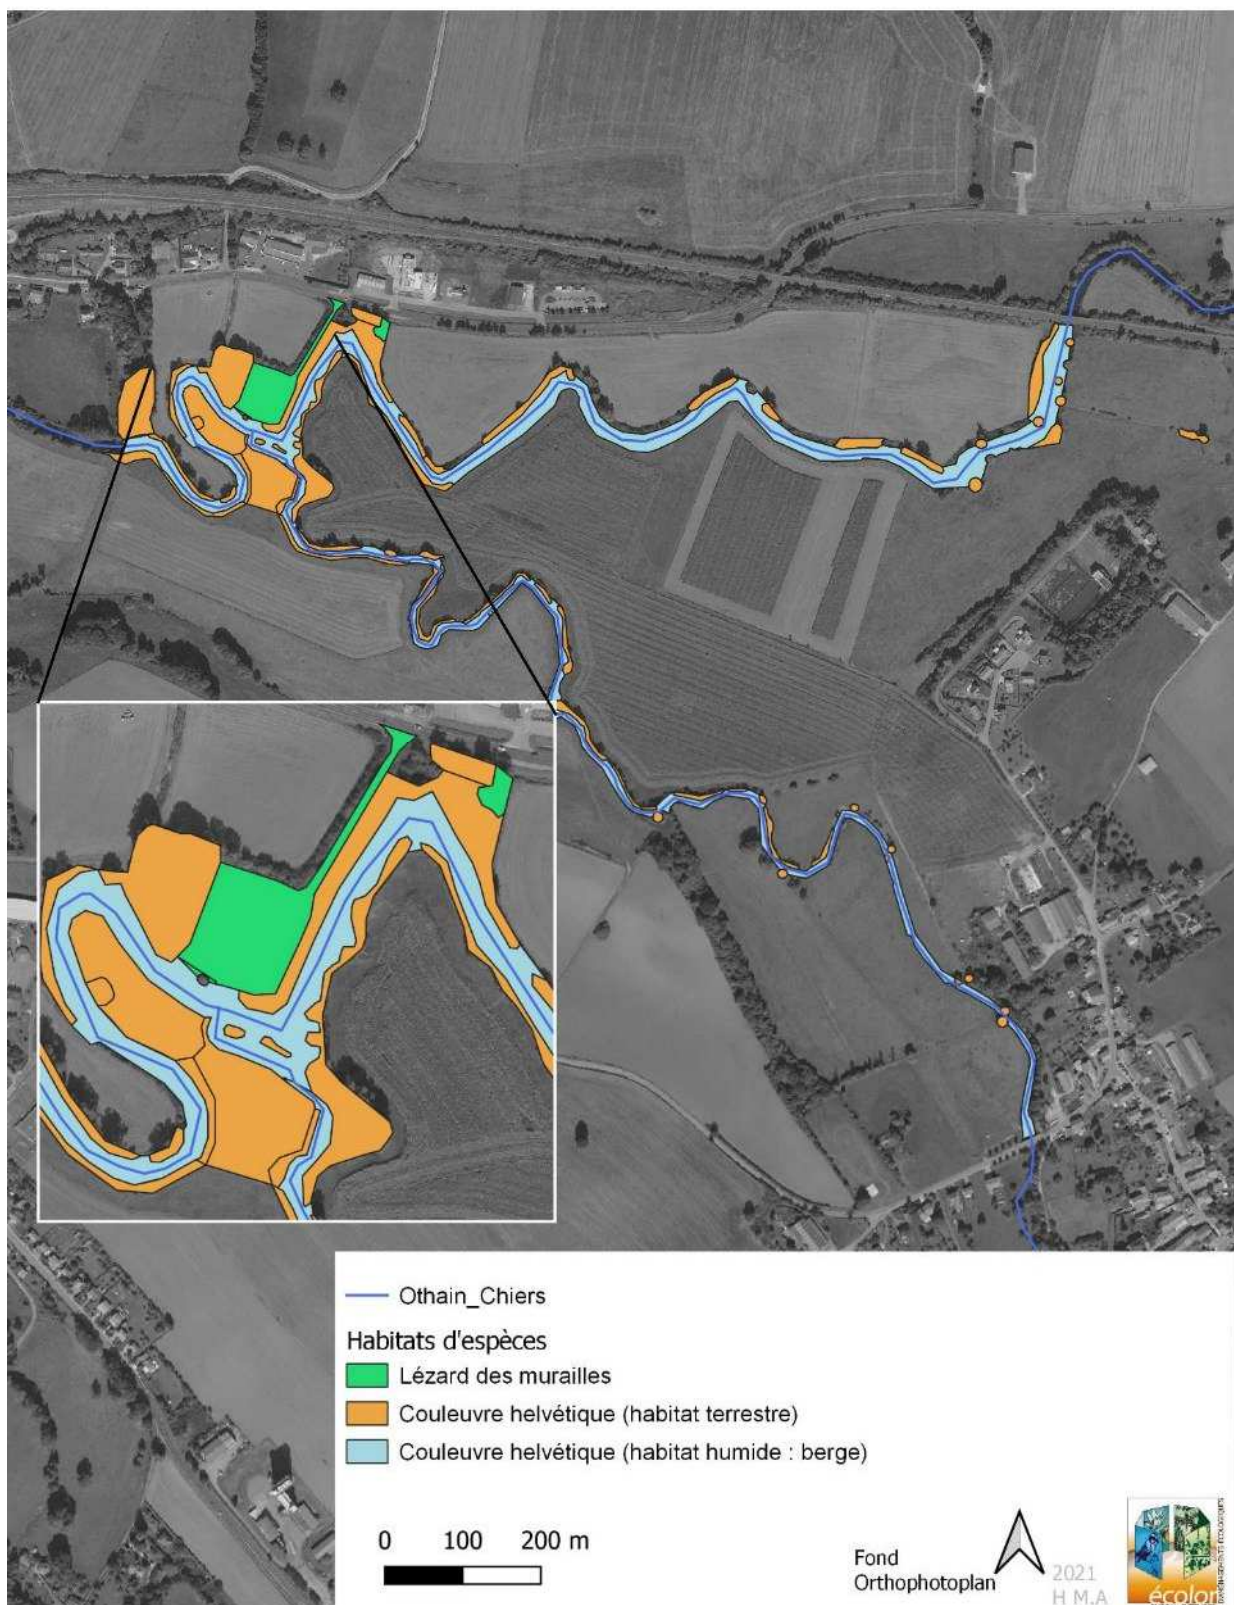 Othain_Chiers
Habitats d'espèces
Lézard des murailles
Couleuvre helvétique (habitat terrestre)
Couleuvre helvétique (habitat humide : berge)
0 100 200 m
Fond
Orthophotoplan
2021
H M.A
écolor